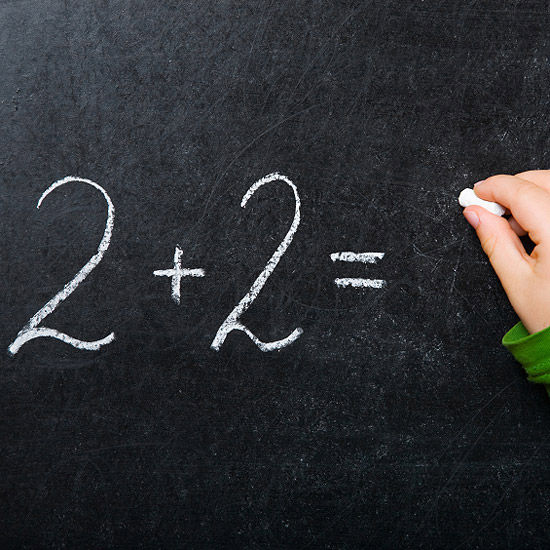 2 + 2 =